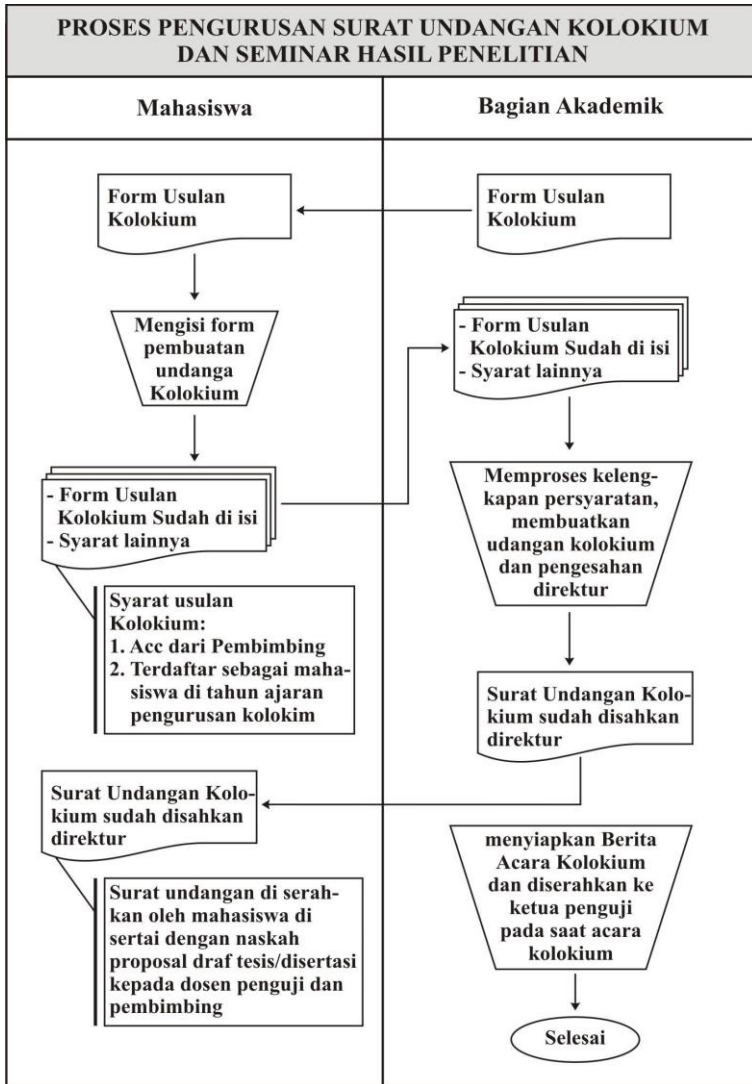 PROSES PENGURUSAN SURAT UNDANGAN KOLOKIUM
DAN SEMINAR HASIL PENELITIAN
Mahasiswa
Bagian Akademik
Form Usulan
Kolokium
Form Usulan
Kolokium
Mengisi form
pembuatan
undanga
Kolokium
- Form Usulan
Kolokium Sudah di isi
- Syarat lainnya
- Form Usulan
Kolokium Sudah di isi
- Syarat lainnya
Syarat usulan
Kolokium:
1. Acc dari Pembimbing
2. Terdaftar sebagai maha-
siswa di tahun ajaran
pengurusan kolokim
Memproses keleng-
kapan persyaratan,
membuatkan
udangan kolokium
dan pengesahan
direktur
Surat Undangan Kolo-
kium sudah disahkan
direktur
Surat Undangan Kolo-
kium sudah disahkan
direktur
Surat undangan di serah-
kan oleh mahasiswa di
sertai dengan naskah
proposal draf tesis/disertasi
kepada dosen penguji dan
pembimbing
menyiapkan Berita
Acara Kolokium
dan diserahkan ke
ketua penguji
pada saat acara
kolokium
Selesai